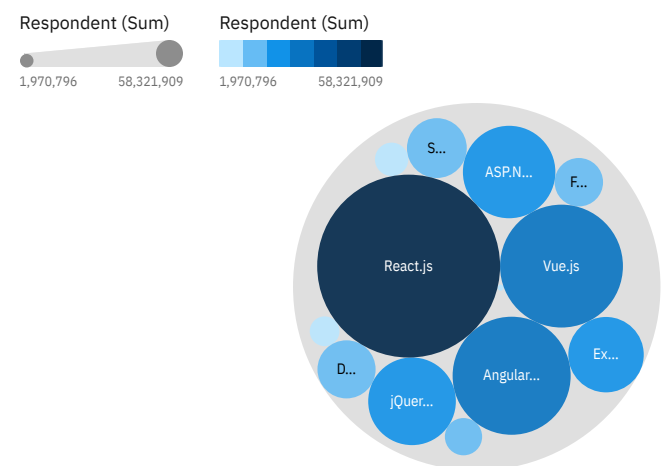 Respondent (Sum)
1,970,796 58,321,909
Respondent (Sum)
1,970,796 58,321,909
S...
ASP.N...
F...
React.js
Vue.js
Ex...
D...
Angular...
jQuer...